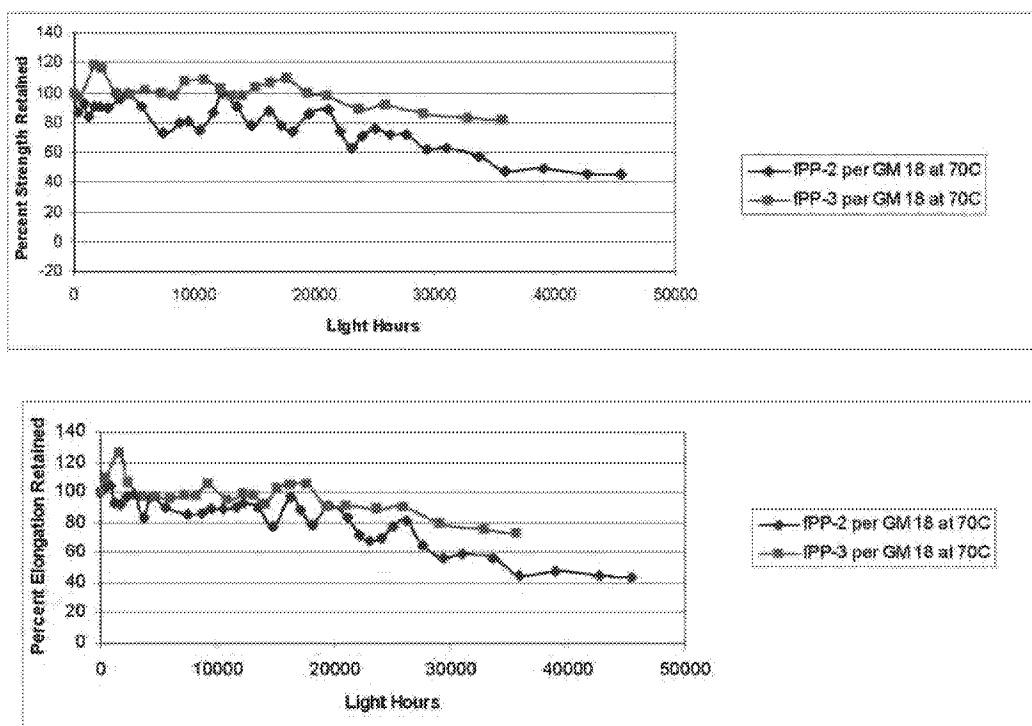 Percent Strength Retained
140
120
100
80
60
40
20
0
-20
0 10000 20000 30000 40000 50000
Light Hours
fPP-2 per GM 18 at 70C
fPP-3 per GM 18 at 70C
Percent Elongation Retained
140
120
100
80
60
40
20
0
0 10000 20000 30000 40000 50000
Light Hours
fPP-2 per GM 18 at 70C
fPP-3 per GM 18 at 70C